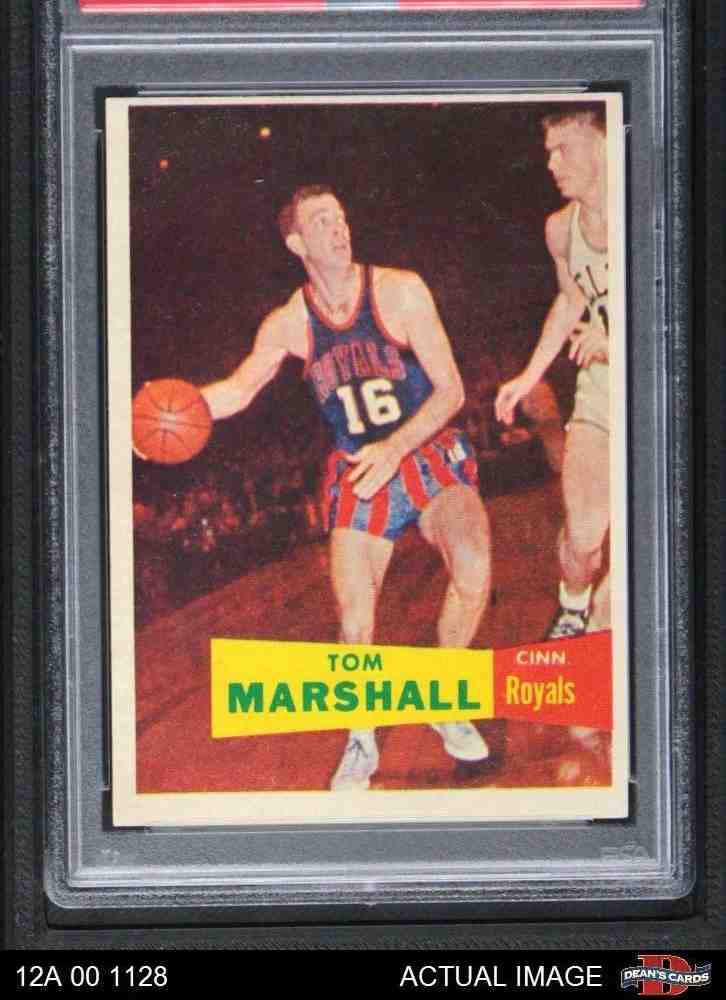 ROYALS
16
TOM
MARSHALL
CINN.
Royals
12A 00 1128
ACTUAL IMAGE
DEAN'S CARDS